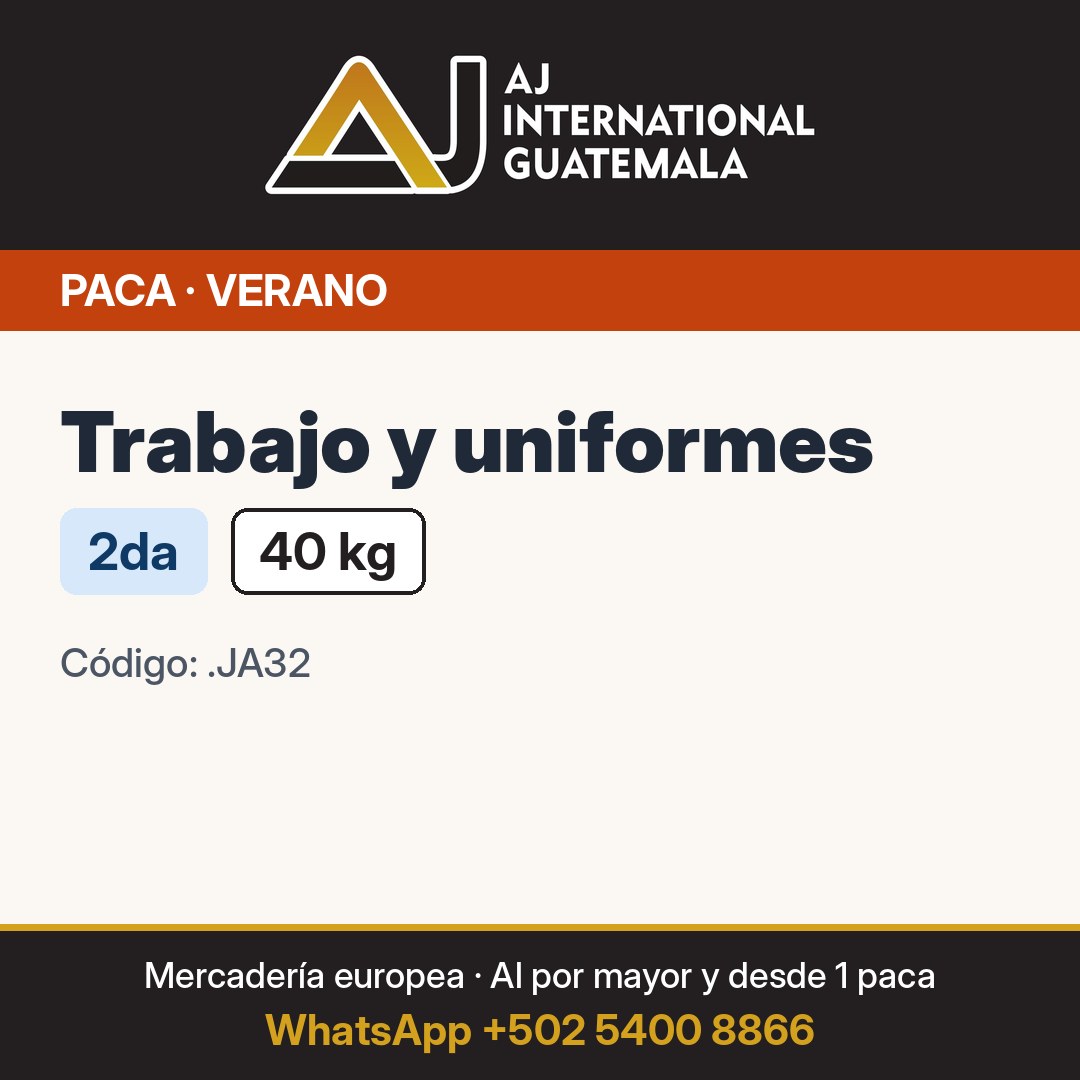 AJ
AJ
INTERNATIONAL
GUATEMALA
PACA · VERANO
Trabajo y uniformes
2da
40 kg
Código: .JA32
Mercadería europea · Al por mayor y desde 1 paca
WhatsApp +502 5400 8866